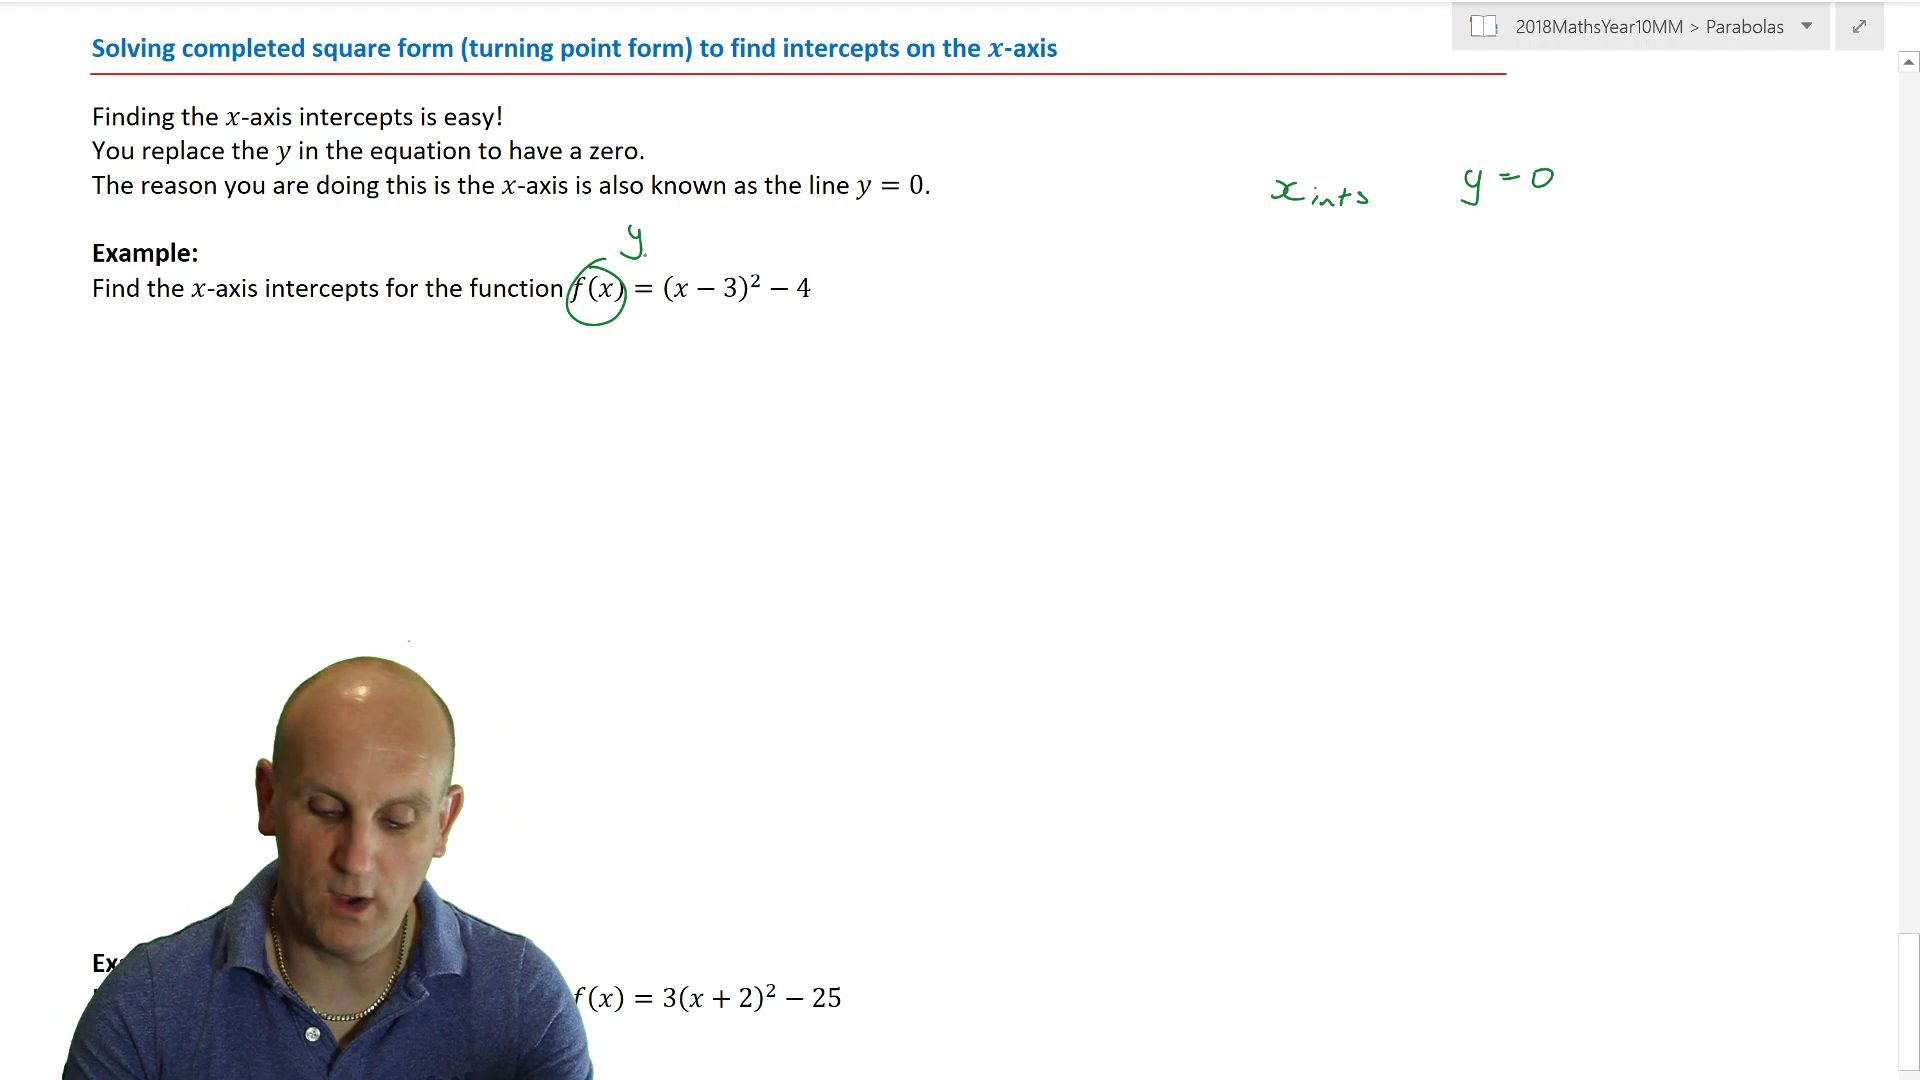 2018MathsYear10MM > Parabolas
Solving completed square form (turning point form) to find intercepts on the x-axis
Finding the x-axis intercepts is easy!
You replace the y in the equation to have a zero.
The reason you are doing this is the x-axis is also known as the line y = 0.
x ints y = 0
Example:
y
Find the x-axis intercepts for the function f(x) = (x − 3)² − 4
Ex
f(x) = 3(x + 2)² − 25